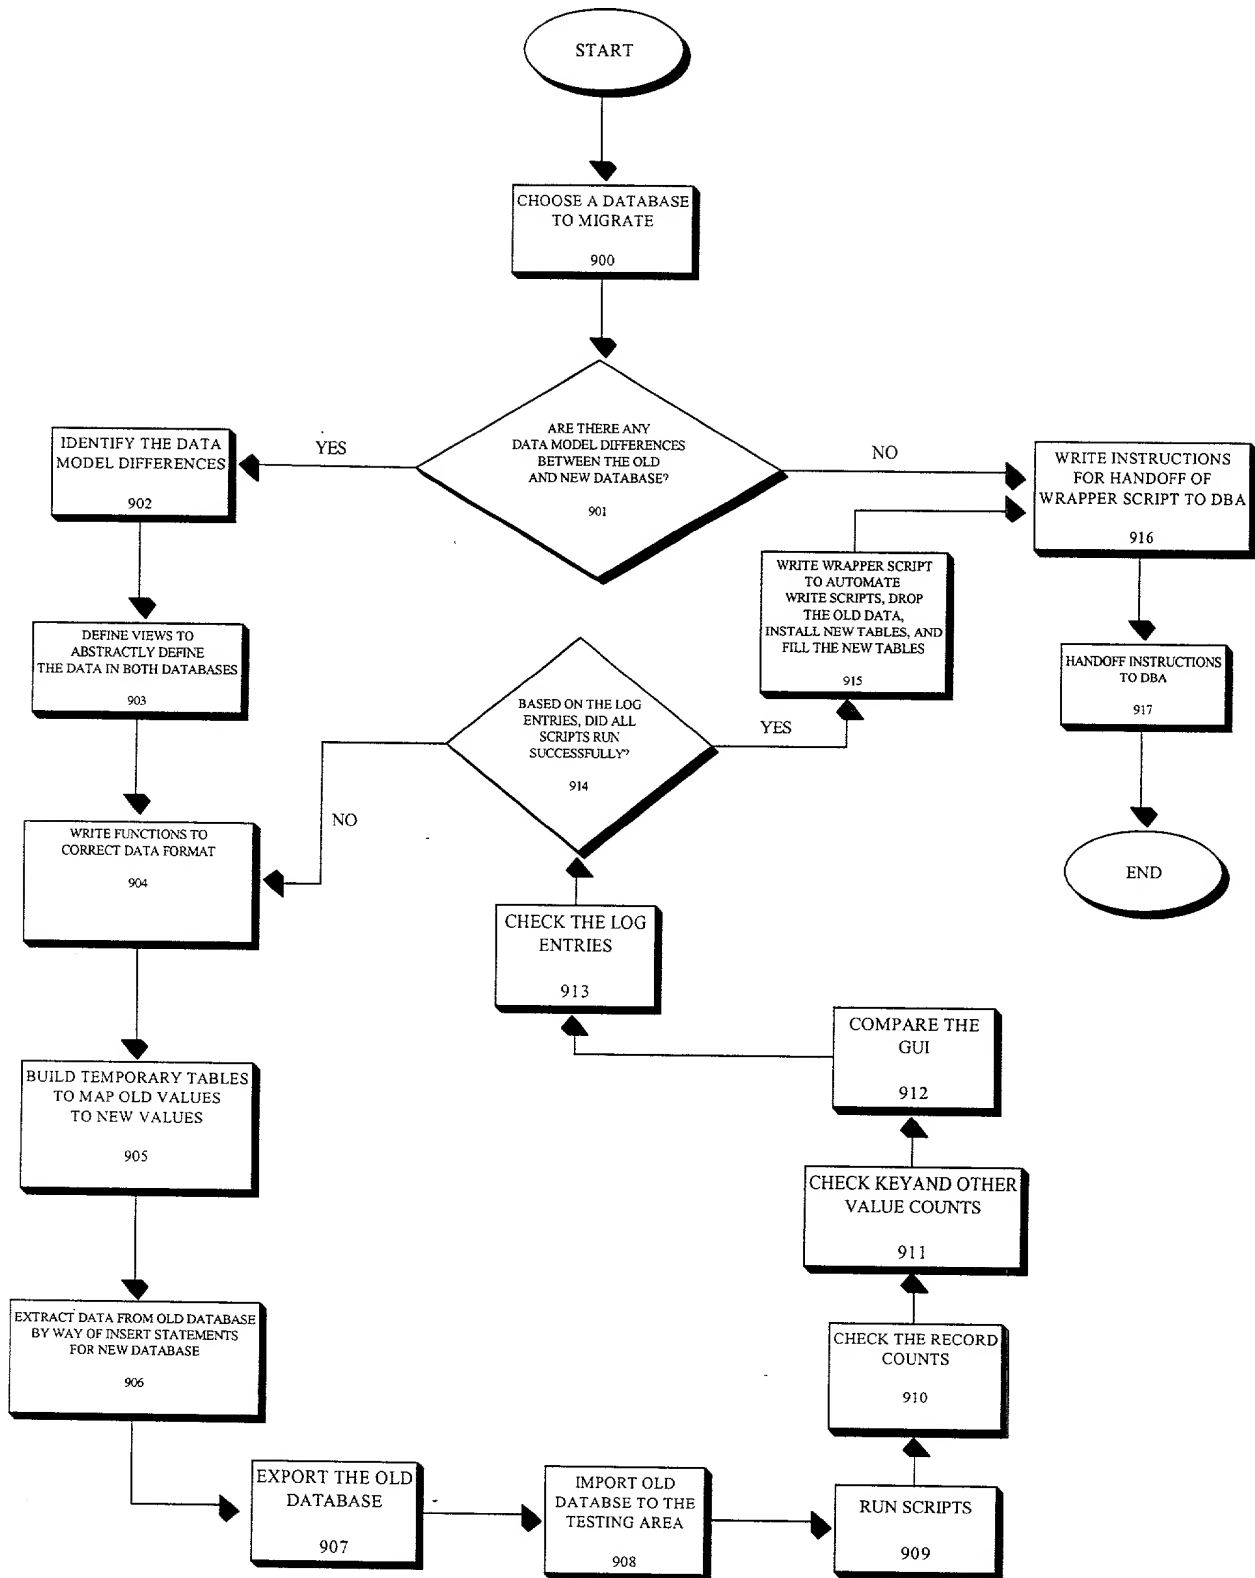 START
CHOOSE A DATABASE
TO MIGRATE
900
ARE THERE ANY
DATA MODEL DIFFERENCES
BETWEEN THE OLD
AND NEW DATABASE?
901
YES
NO
IDENTIFY THE DATA
MODEL DIFFERENCES
902
DEFINE VIEWS TO
ABSTRACTLY DEFINE
THE DATA IN BOTH DATABASES
903
WRITE FUNCTIONS TO
CORRECT DATA FORMAT
904
BUILD TEMPORARY TABLES
TO MAP OLD VALUES
TO NEW VALUES
905
EXTRACT DATA FROM OLD DATABASE
BY WAY OF INSERT STATEMENTS
FOR NEW DATABASE
906
EXPORT THE OLD
DATABASE
907
IMPORT OLD
DATABSE TO THE
TESTING AREA
908
RUN SCRIPTS
909
CHECK THE RECORD
COUNTS
910
CHECK KEYAND OTHER
VALUE COUNTS
911
COMPARE THE
GUI
912
CHECK THE LOG
ENTRIES
913
BASED ON THE LOG
ENTRIES, DID ALL
SCRIPTS RUN
SUCCESSFULLY?
914
NO
YES
WRITE WRAPPER SCRIPT
TO AUTOMATE
WRITE SCRIPTS, DROP
THE OLD DATA,
INSTALL NEW TABLES, AND
FILL THE NEW TABLES
915
WRITE INSTRUCTIONS
FOR HANDOFF OF
WRAPPER SCRIPT TO DBA
916
HANDOFF INSTRUCTIONS
TO DBA
917
END